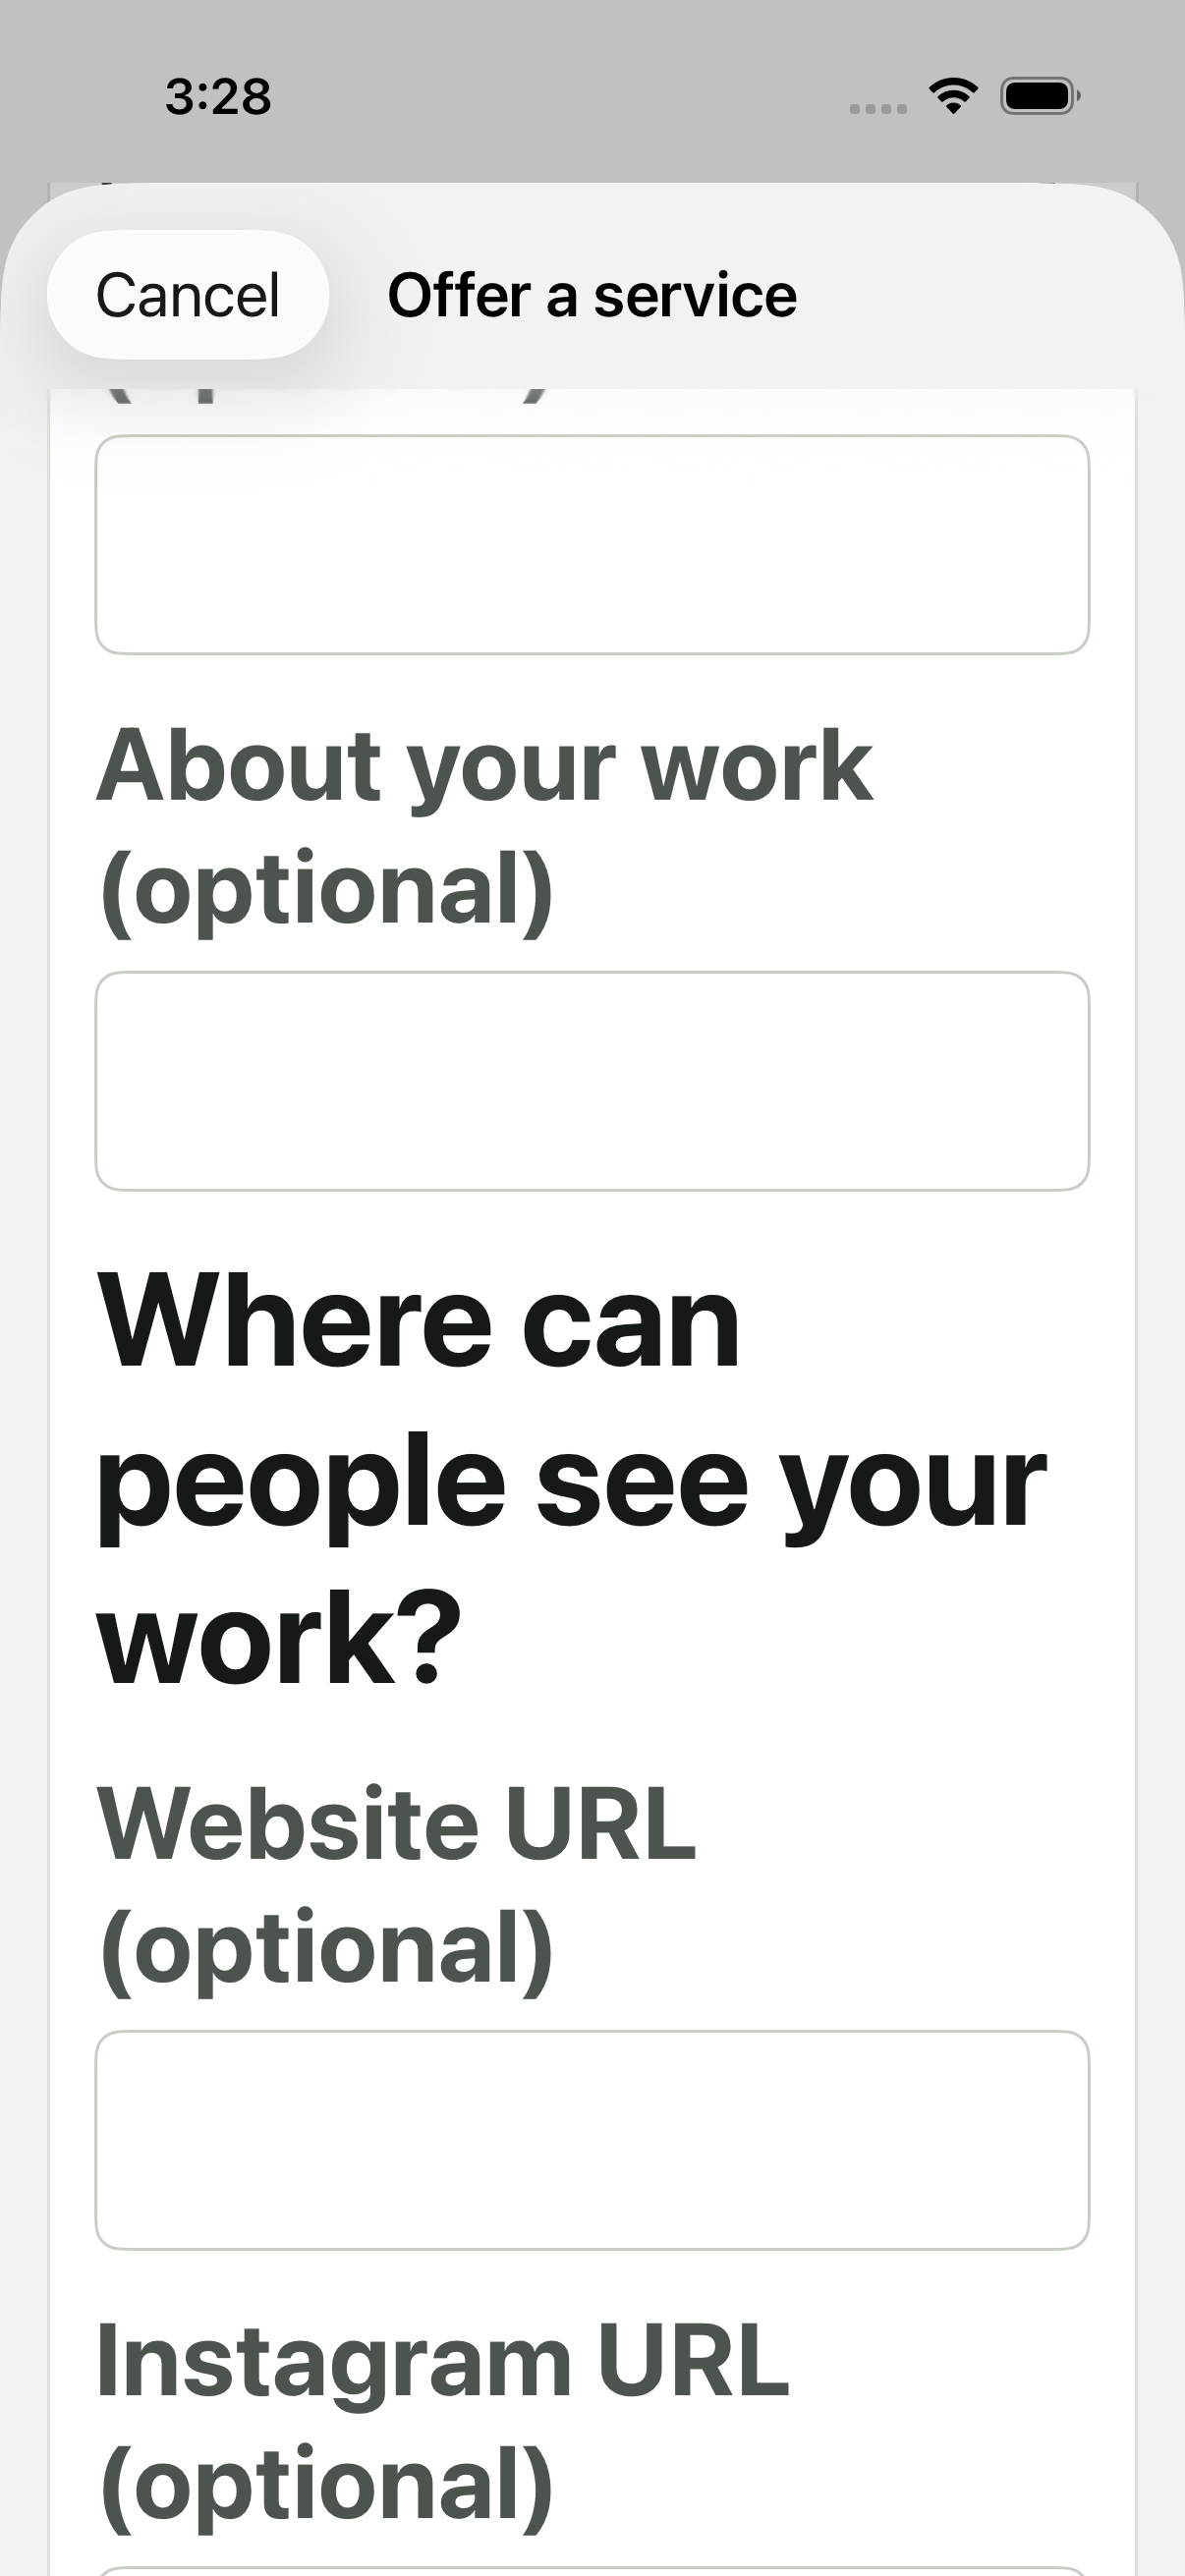 3:28
Cancel
Offer a service
About your work
(optional)
Where can
people see your
work?
Website URL
(optional)
Instagram URL
(optional)